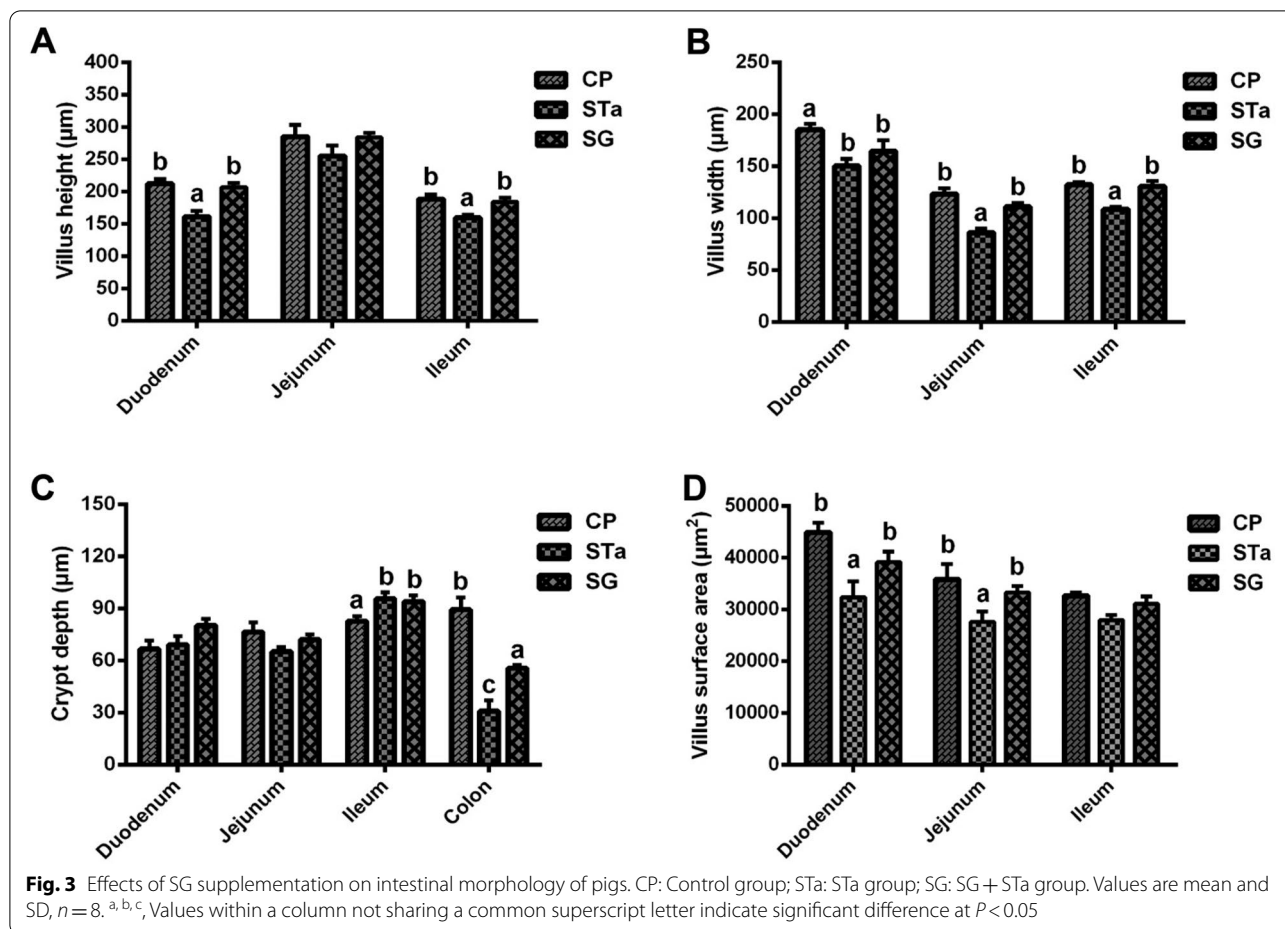 A
Villus height (µm)
400
350
300
250
200
150
100
50
0
b a b
b a b
Duodenum
Jejunum
Ileum
CP
STa
SG
B
Villus width (µm)
250
200
150
100
50
0
a b b
b a b
b a b
Duodenum
Jejunum
Ileum
CP
STa
SG
C
Crypt depth (µm)
150
120
90
60
30
0
a b b
b c a
Duodenum
Jejunum
Ileum
Colon
CP
STa
SG
D
Villus surface area (µm²)
50000
40000
30000
20000
10000
0
b a b
b a b
Duodenum
Jejunum
Ileum
CP
STa
SG
Fig. 3 Effects of SG supplementation on intestinal morphology of pigs. CP: Control group; STa: STa group; SG: SG + STa group. Values are mean and
SD, n = 8. a, b, c, Values within a column not sharing a common superscript letter indicate significant difference at P < 0.05